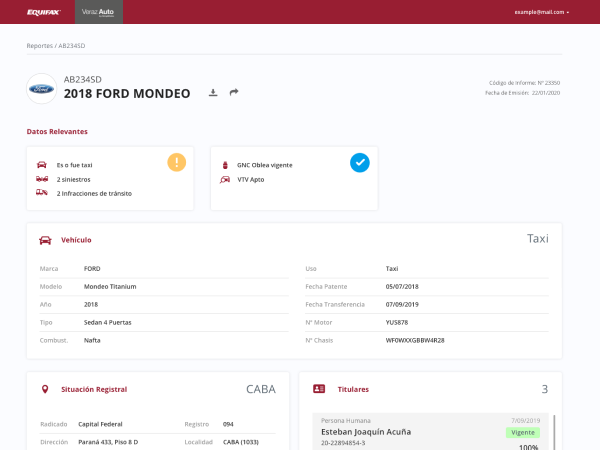 EQUIFAX
Veraz Auto
example@mail.com
Reportes / AB234SD
Ford
AB234SD
2018 FORD MONDEO
Código de Informe: Nº 23350
Fecha de Emisión: 22/01/2020
Datos Relevantes
Es o fue taxi
2 siniestros
2 Infracciones de tránsito
GNC Oblea vigente
VTV Apto
Vehículo
Taxi
Marca FORD
Uso Taxi
Modelo Mondeo Titanium
Fecha Patente 05/07/2018
Año 2018
Fecha Transferencia 07/09/2019
Tipo Sedan 4 Puertas
Nº Motor YUS878
Combust. Nafta
Nº Chasis WF0WXXGBBW4R28
Situación Registral
CABA
Titulares
3
Radicado Capital Federal Registro 094
Dirección Paraná 433, Piso 8 D Localidad CABA (1033)
Persona Humana 7/09/2019
Esteban Joaquín Acuña Vigente
20-22894854-3
100%